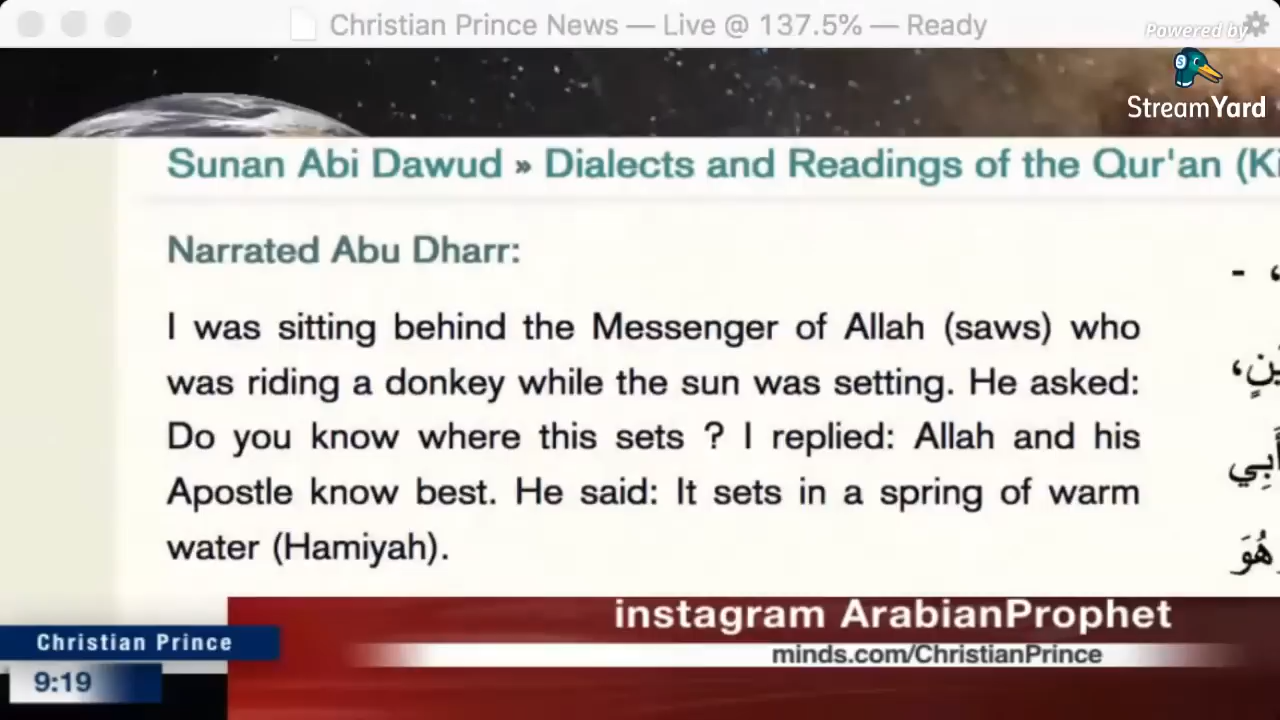 Christian Prince News — Live @ 137.5% — Ready
Powered by
StreamYard
Sunan Abi Dawud » Dialects and Readings of the Qur'an (Ki
Narrated Abu Dharr:
I was sitting behind the Messenger of Allah (saws) who
was riding a donkey while the sun was setting. He asked:
Do you know where this sets ? I replied: Allah and his
Apostle know best. He said: It sets in a spring of warm
water (Hamiyah).
instagram ArabianProphet
minds.com/ChristianPrince
Christian Prince
9:19